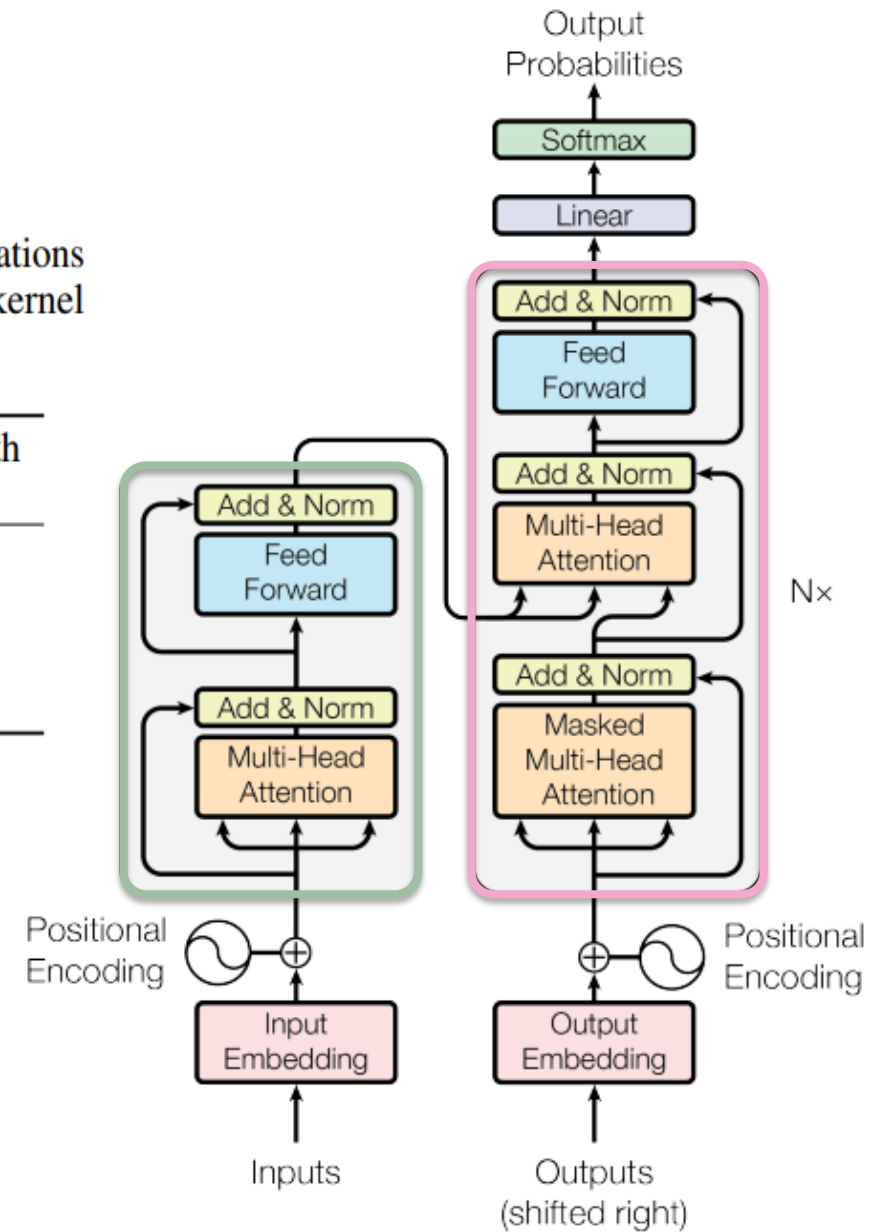 Output
Probabilities
Softmax
Linear
ations
kernel
Add & Norm
Feed
Forward
th
Add & Norm
Multi-Head
Attention
Add & Norm
Feed
Forward
N×
Add & Norm
Masked
Multi-Head
Attention
Add & Norm
Multi-Head
Attention
Positional
Encoding
Positional
Encoding
Input
Embedding
Output
Embedding
Inputs
Outputs
(shifted right)